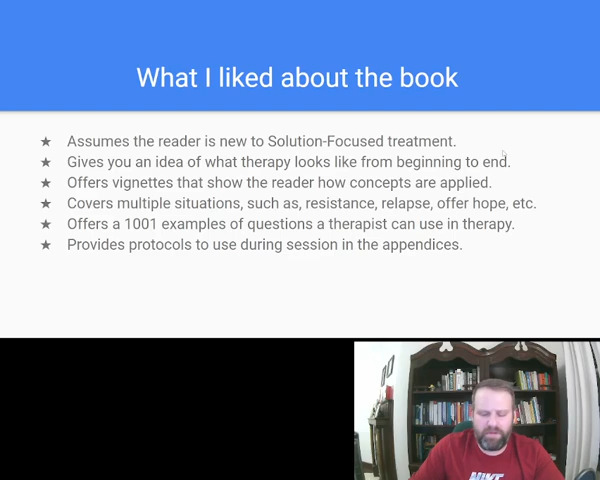 What I liked about the book
★ Assumes the reader is new to Solution-Focused treatment.
★ Gives you an idea of what therapy looks like from beginning to end.
★ Offers vignettes that show the reader how concepts are applied.
★ Covers multiple situations, such as, resistance, relapse, offer hope, etc.
★ Offers a 1001 examples of questions a therapist can use in therapy.
★ Provides protocols to use during session in the appendices.
NIKE